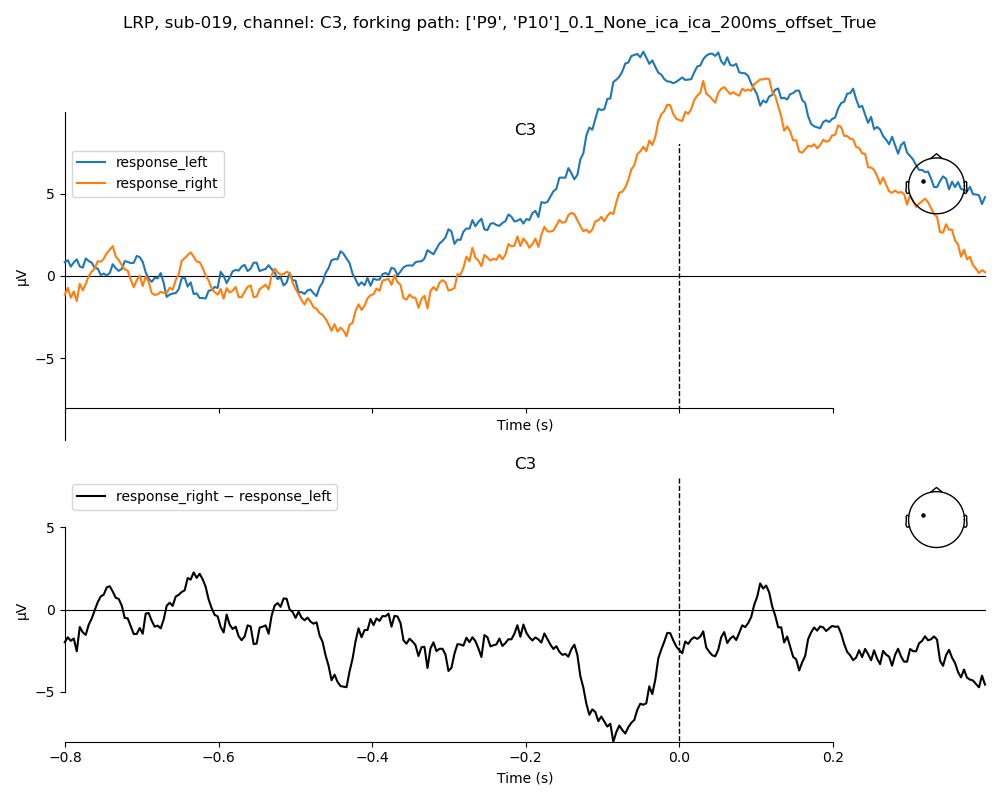 LRP, sub-019, channel: C3, forking path: ['P9', 'P10']_0.1_None_ica_ica_200ms_offset_True
C3
response_left
response_right
5
0
−5
µV
Time (s)
C3
response_right − response_left
5
0
−5
µV
−0.8 −0.6 −0.4 −0.2 0.0 0.2
Time (s)